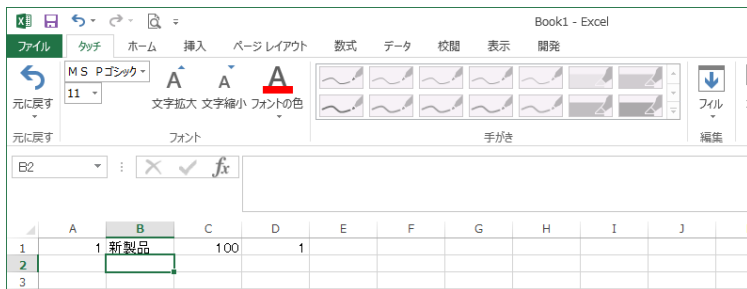 Book1 - Excel
ファイル タッチ ホーム 挿入 ページ レイアウト 数式 データ 校閲 表示 開発
元に戻す
ＭＳ Ｐゴシック
11
A 文字拡大
A 文字縮小
A フォントの色
フィル
元に戻す フォント 手がき 編集
B2 fx
A B C D E F G H I J
1 1 新製品 100 1
2
3